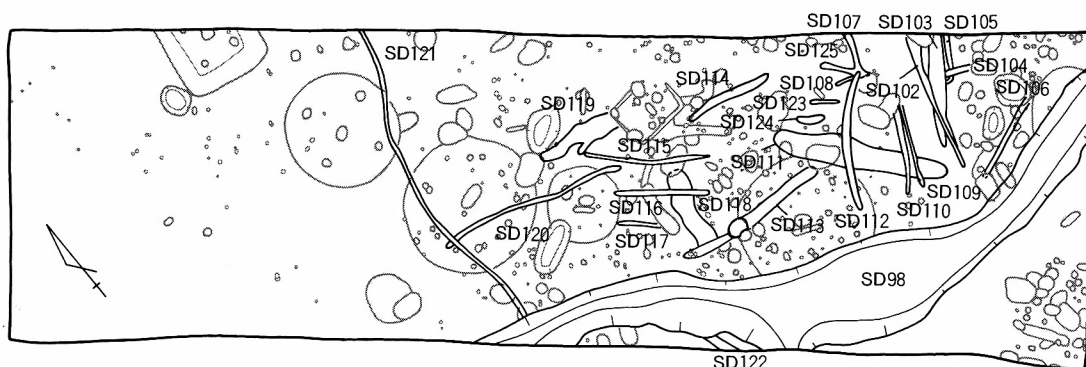 SD107 SD103 SD105
SD121
SD125
SD104
SD114
SD108
SD102
SD106
SD119
SD123
SD124
SD115
SD111
SD109
SD116
SD118
SD110
SD112
SD113
SD120
SD117
SD98
SD122